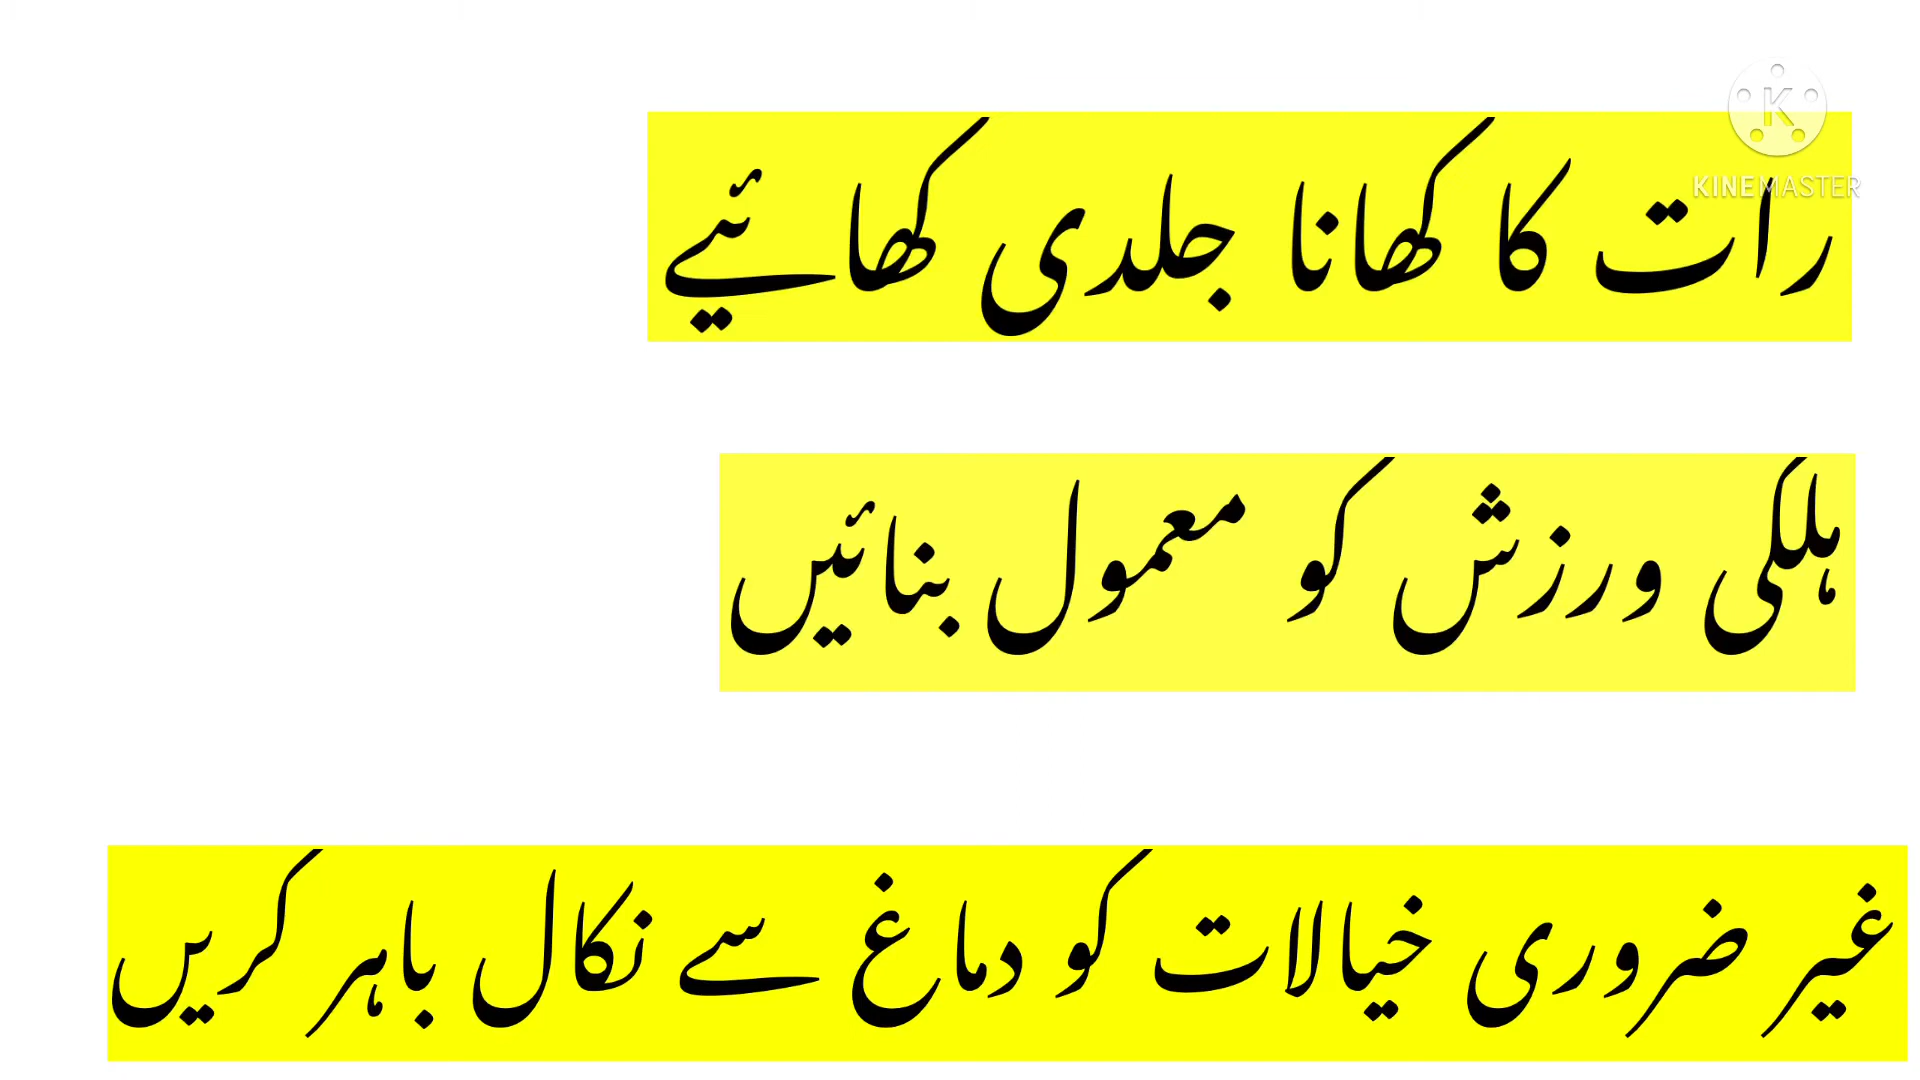 KINEMASTER
رات کا کھانا جلدی کھائیے
ہلکی ورزش کو معمول بنائیں
غیر ضروری خیالات کو دماغ سے نکال باہر کریں